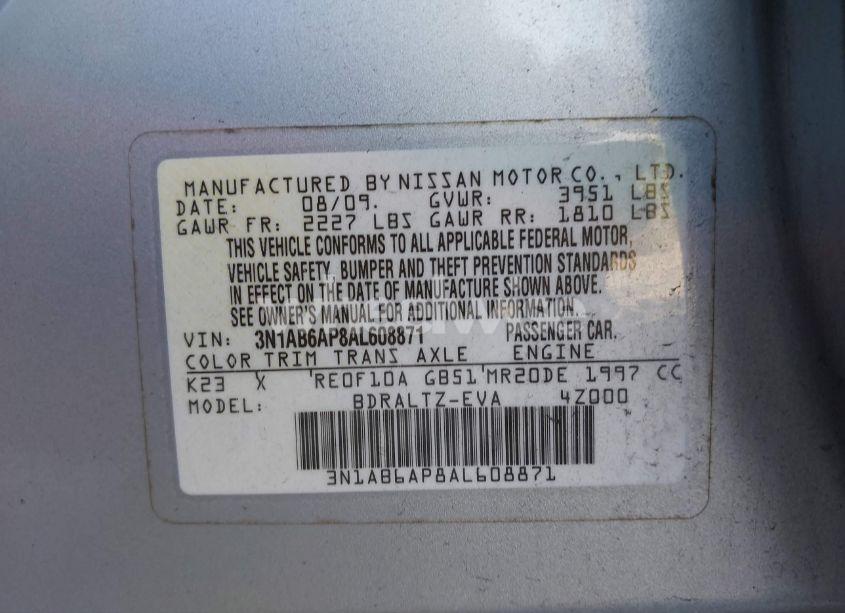 MANUFACTURED BY NISSAN MOTOR CO., LTD.
DATE: 08/09. GVWR: 3951 LBS
GAWR FR: 2227 LBS GAWR RR: 1810 LBS
THIS VEHICLE CONFORMS TO ALL APPLICABLE FEDERAL MOTOR,
VEHICLE SAFETY, BUMPER AND THEFT PREVENTION STANDARDS
IN EFFECT ON THE DATE OF MANUFACTURE SHOWN ABOVE.
SEE OWNER'S MANUAL FOR ADDITIONAL INFORMATION.
VIN: 3N1AB6AP8AL608871 PASSENGER CAR.
COLOR TRIM TRANS AXLE ENGINE
K23 X REOF10A GB51 MR20DE 1997 CC
MODEL: BDRALTZ-EVA 4Z000
3N1AB6AP8AL608871